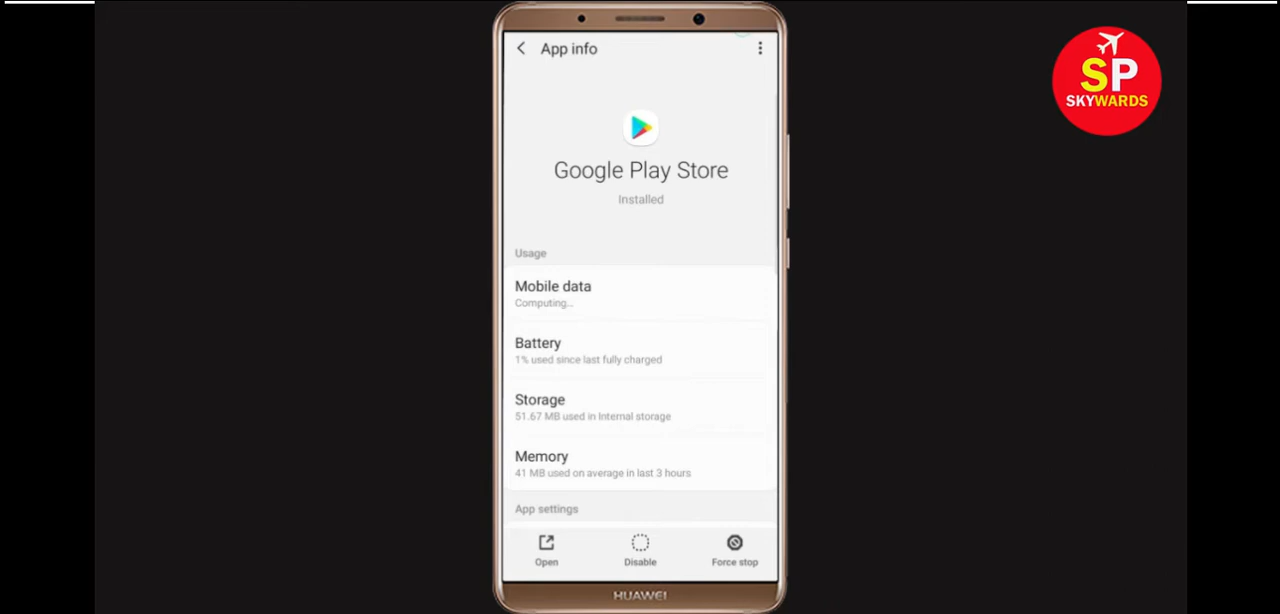 App info
SP
SKYWARDS
Google Play Store
Installed
Usage
Mobile data
Computing...
Battery
1% used since last fully charged
Storage
51.67 MB used in Internal storage
Memory
41 MB used on average in last 3 hours
App settings
Open
Disable
Force stop
HUAWEI